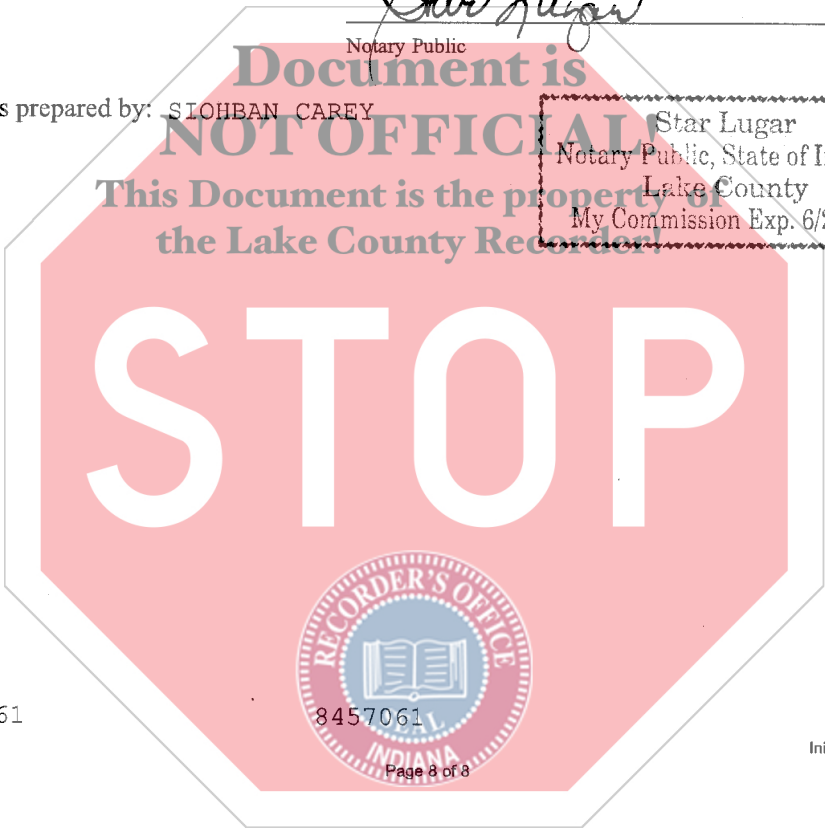 Star Lugar
Notary Public
Document is
s prepared by: SIOHBAN CAREY
NOT OFFICIAL!
Star Lugar
Notary Public, State of I
Lake County
My Commission Exp. 6/
This Document is the property of
the Lake County Recorder!
STOP
RECORDER'S OFFICE
SEAL
INDIANA
61
8457061
Ini
Page 8 of 8